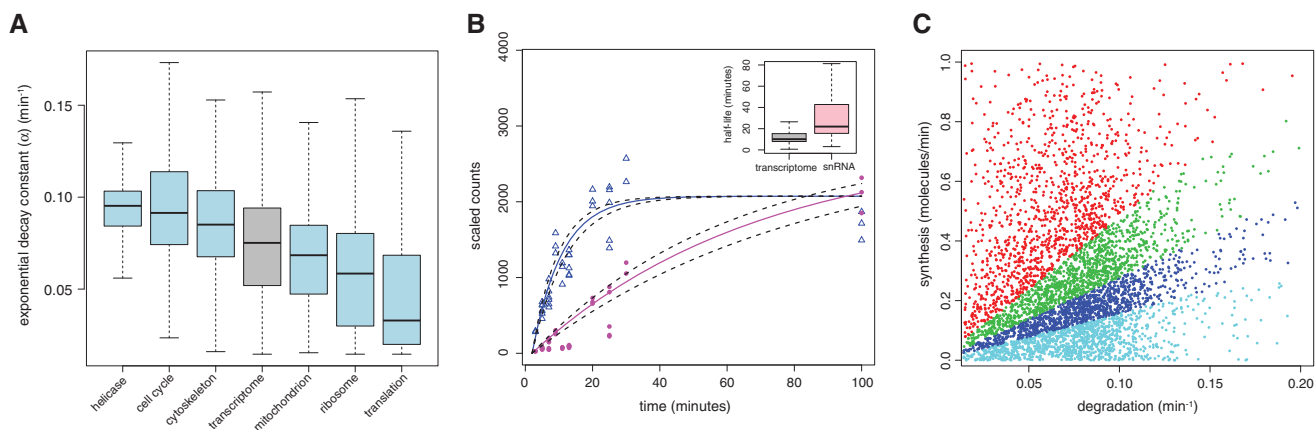 A
exponential decay constant (α) (min⁻¹)
0.15
0.10
0.05
helicase
cell cycle
cytoskeleton
transcriptome
mitochondrion
ribosome
translation
B
scaled counts
4000
3000
2000
1000
0
0
20
40
60
80
100
time (minutes)
half-life (minutes)
80
60
40
20
0
transcriptome
snRNA
C
synthesis (molecules/min)
1.0
0.8
0.6
0.4
0.2
0.0
0.05
0.10
0.15
0.20
degradation (min⁻¹)